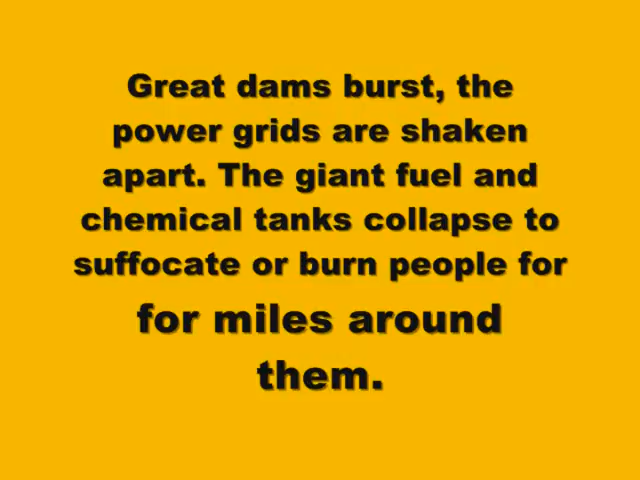 Great dams burst, the
power grids are shaken
apart. The giant fuel and
chemical tanks collapse to
suffocate or burn people for
for miles around
them.